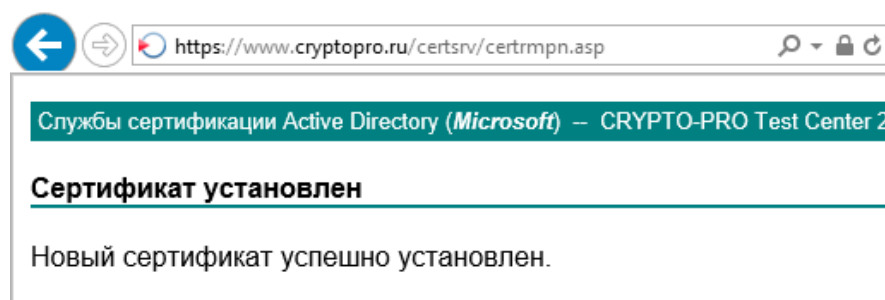 https://www.cryptopro.ru/certsrv/certrmpn.asp
Службы сертификации Active Directory (Microsoft) -- CRYPTO-PRO Test Center 2
Сертификат установлен
Новый сертификат успешно установлен.